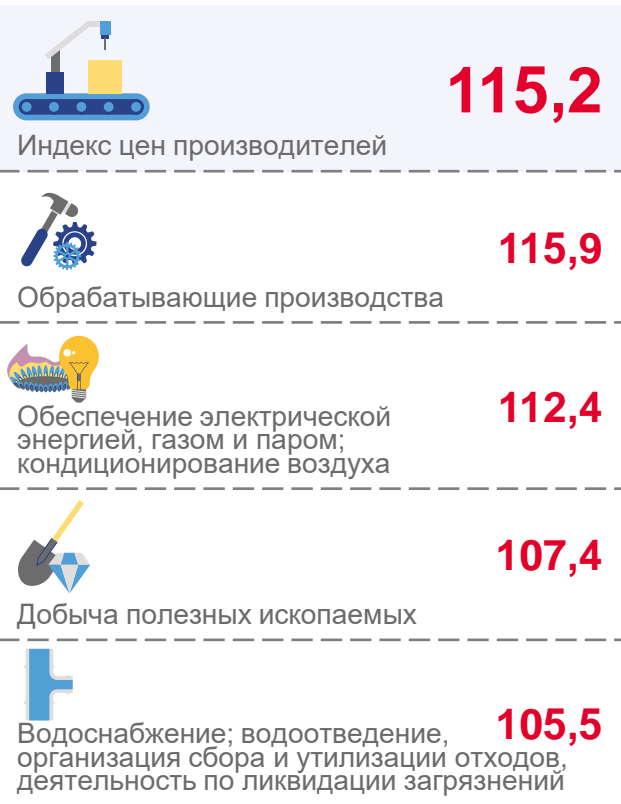 115,2
Индекс цен производителей
115,9
Обрабатывающие производства
112,4
Обеспечение электрической
энергией, газом и паром;
кондиционирование воздуха
107,4
Добыча полезных ископаемых
105,5
Водоснабжение; водоотведение,
организация сбора и утилизации отходов,
деятельность по ликвидации загрязнений